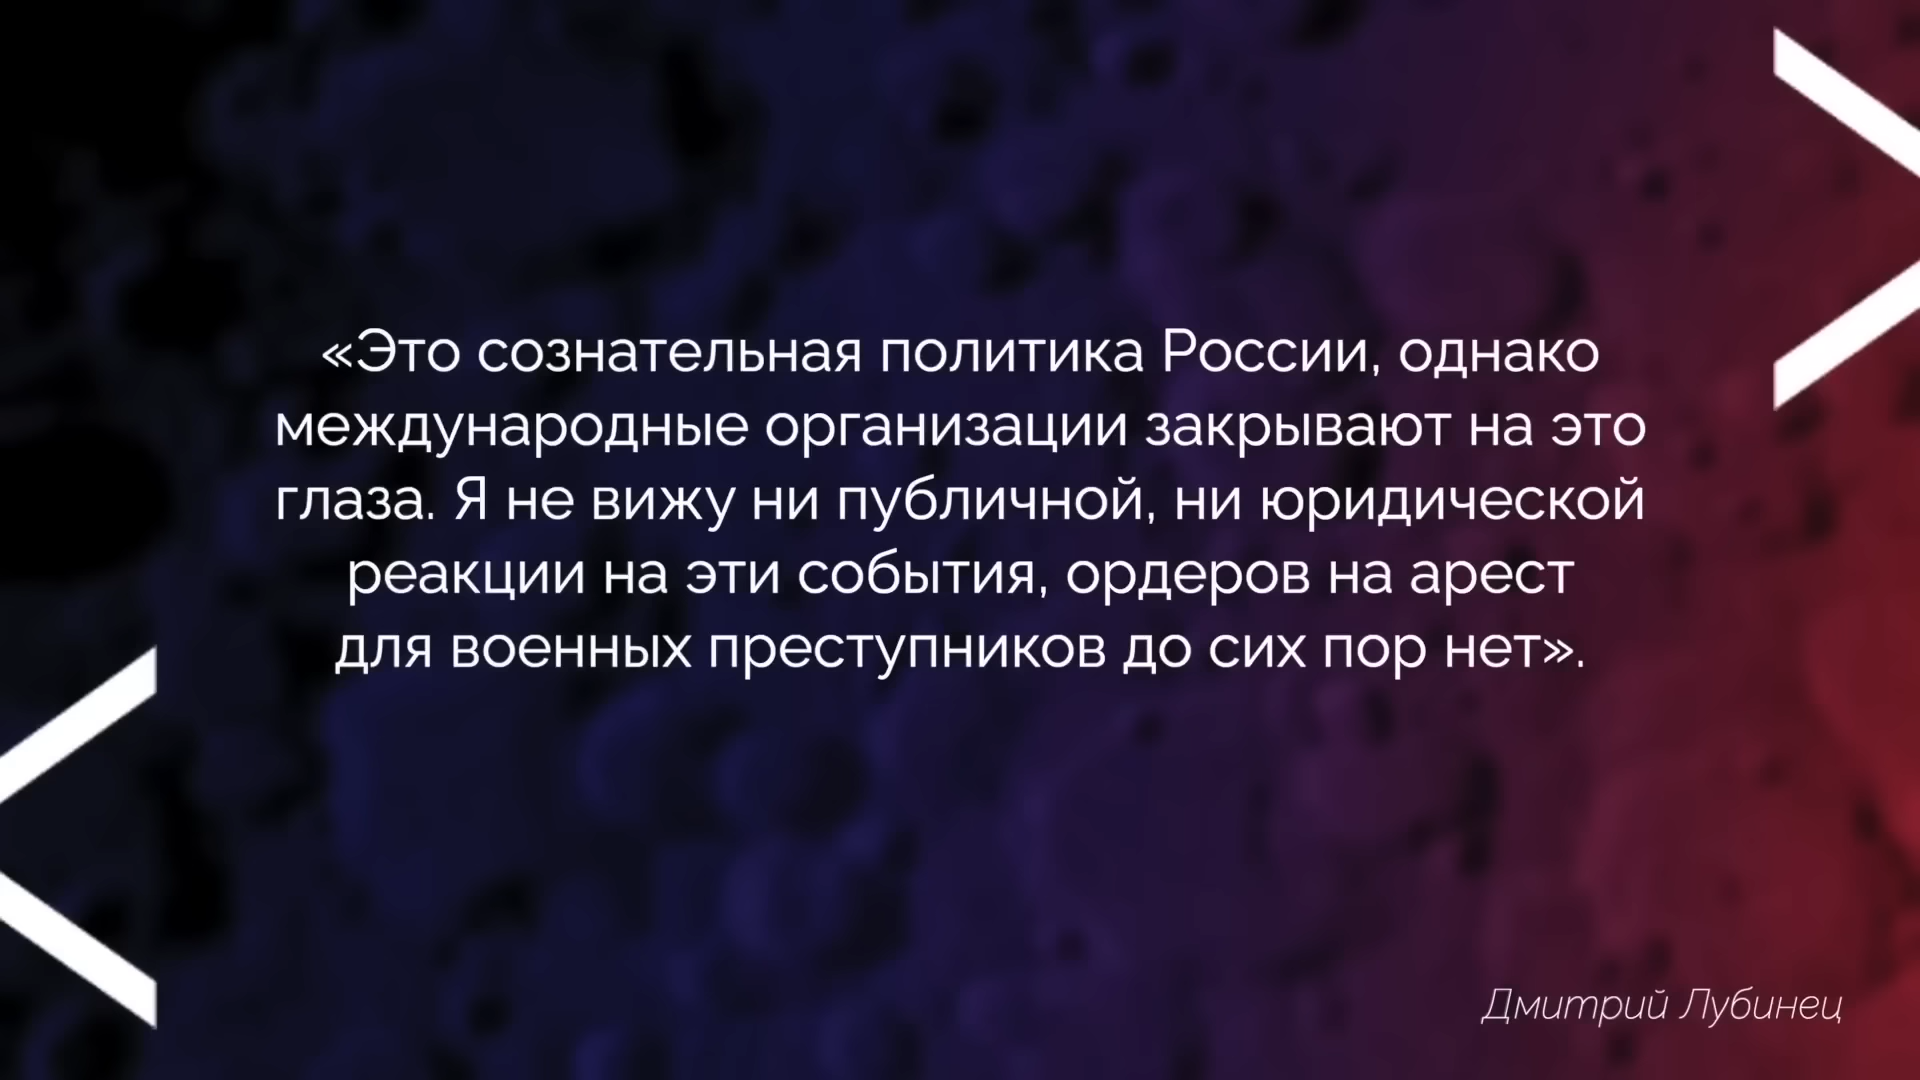 «Это сознательная политика России, однако
международные организации закрывают на это
глаза. Я не вижу ни публичной, ни юридической
реакции на эти события, ордеров на арест
для военных преступников до сих пор нет».
Дмитрий Лубинец